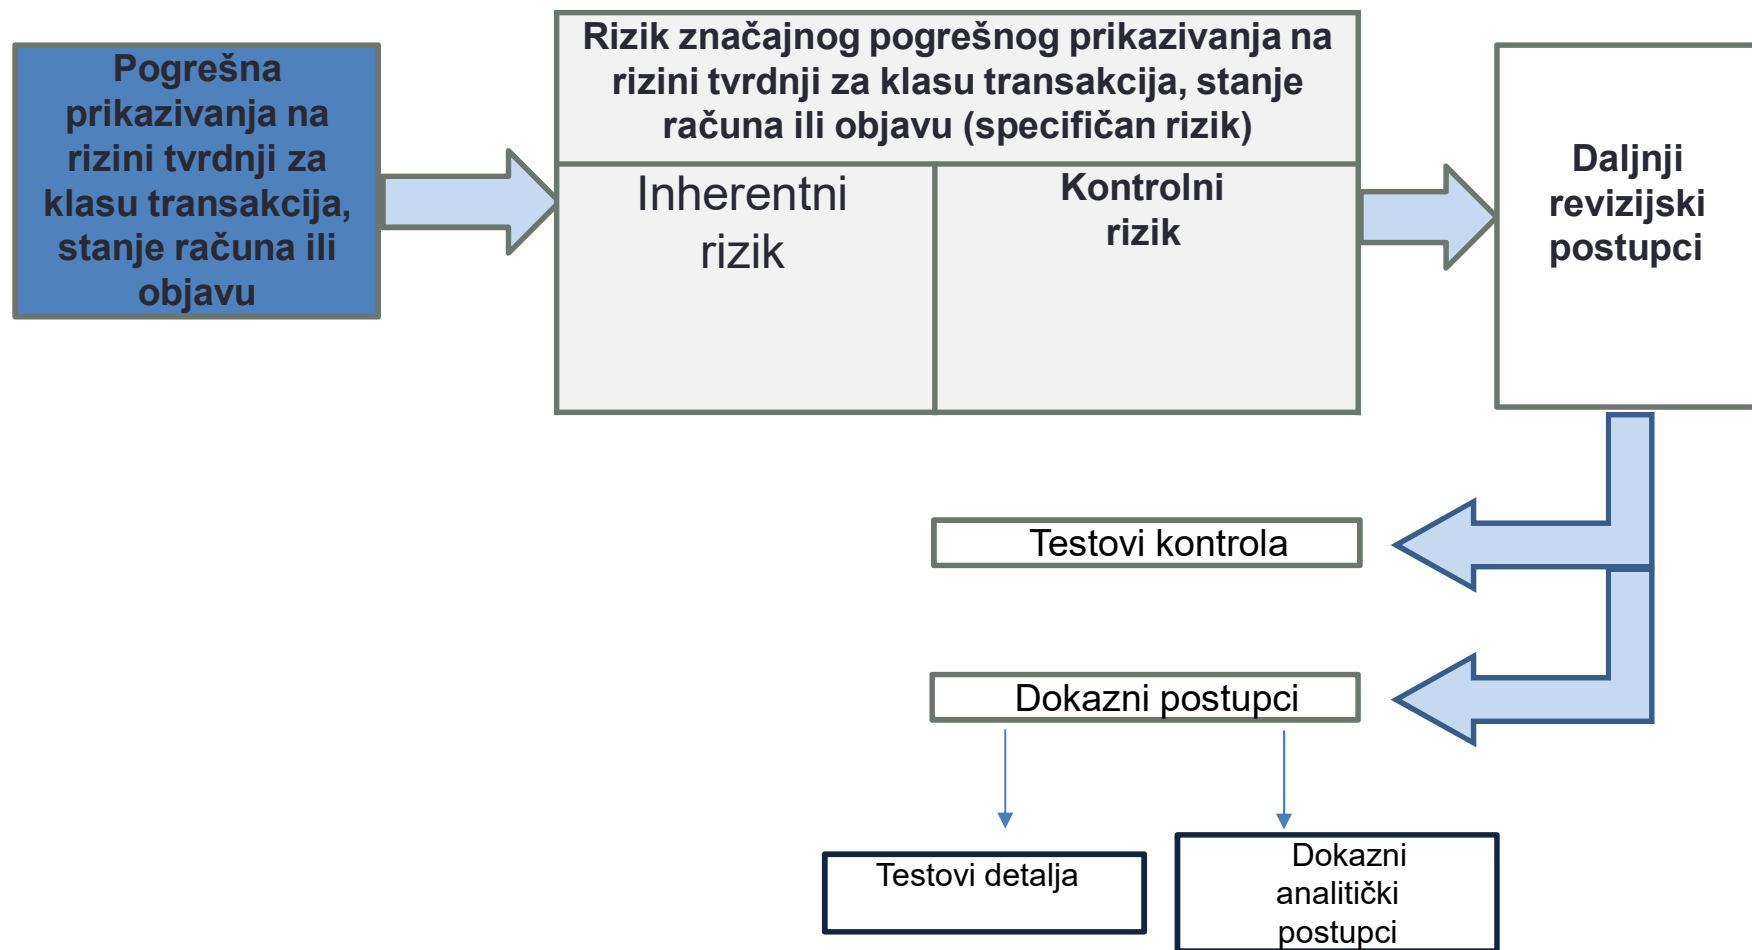 Pogrešna
prikazivanja na
rizini tvrdnji za
klasu transakcija,
stanje računa ili
objavu
Rizik značajnog pogrešnog prikazivanja na
rizini tvrdnji za klasu transakcija, stanje
računa ili objavu (specifičan rizik)
Inherentni
rizik
Kontrolni
rizik
Daljnji
revizijski
postupci
Testovi kontrola
Dokazni postupci
Testovi detalja
Dokazni
analitički
postupci